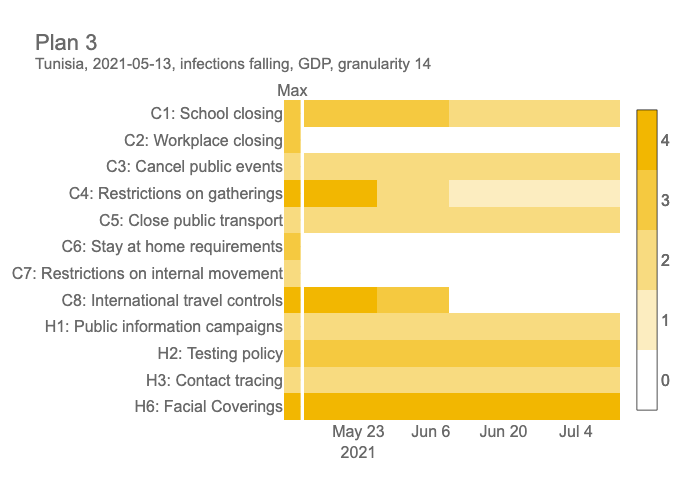 Plan 3
Tunisia, 2021-05-13, infections falling, GDP, granularity 14
Max
C1: School closing
C2: Workplace closing
C3: Cancel public events
C4: Restrictions on gatherings
C5: Close public transport
C6: Stay at home requirements
C7: Restrictions on internal movement
C8: International travel controls
H1: Public information campaigns
H2: Testing policy
H3: Contact tracing
H6: Facial Coverings
May 23 Jun 6 Jun 20 Jul 4
2021
4
3
2
1
0